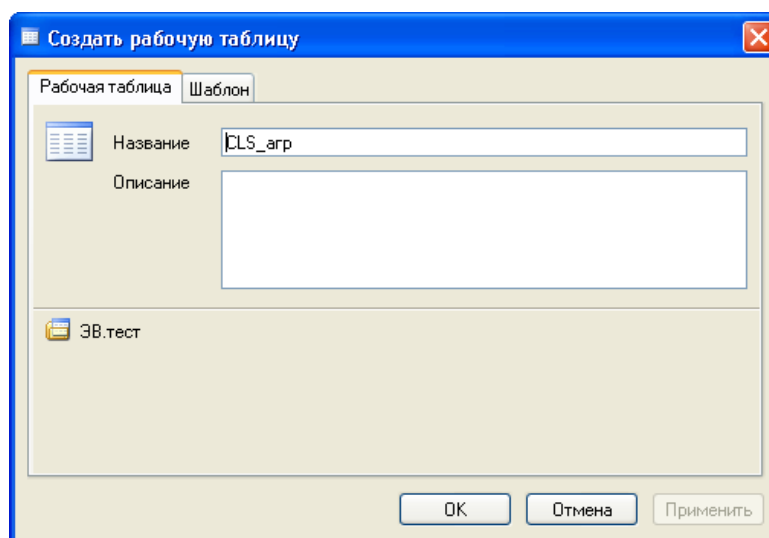 Создать рабочую таблицу
Рабочая таблица Шаблон
Название CLS_агр
Описание
ЭВ.тест
OK Отмена Применить